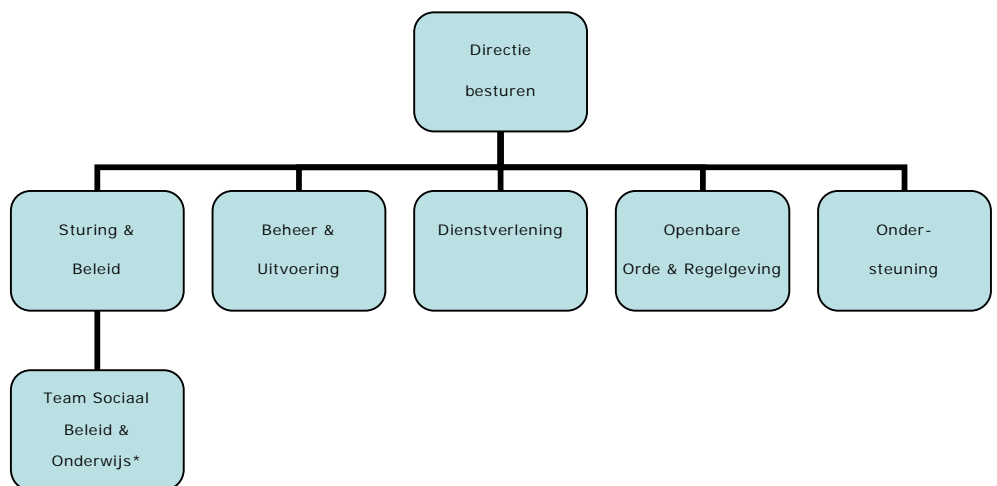 Directie
besturen
Sturing &
Beleid
Beheer &
Uitvoering
Dienstverlening
Openbare
Orde & Regelgeving
Onder-
steuning
Team Sociaal
Beleid &
Onderwijs*